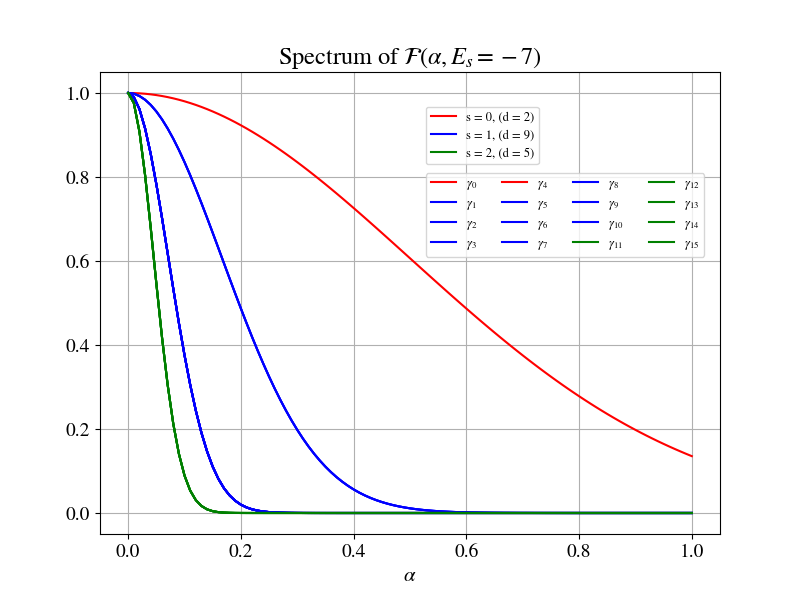 Spectrum of 𝓕(α, E_s = −7)
s = 0, (d = 2)
s = 1, (d = 9)
s = 2, (d = 5)
γ₀ γ₄ γ₈ γ₁₂
γ₁ γ₅ γ₉ γ₁₃
γ₂ γ₆ γ₁₀ γ₁₄
γ₃ γ₇ γ₁₁ γ₁₅
1.0
0.8
0.6
0.4
0.2
0.0
0.0 0.2 0.4 0.6 0.8 1.0
α